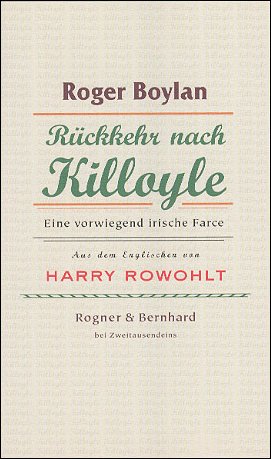 Roger Boylan
Rückkehr nach
Killoyle
Eine vorwiegend irische Farce
Aus dem Englischen von
HARRY ROWOHLT
Rogner & Bernhard
bei Zweitausendeins